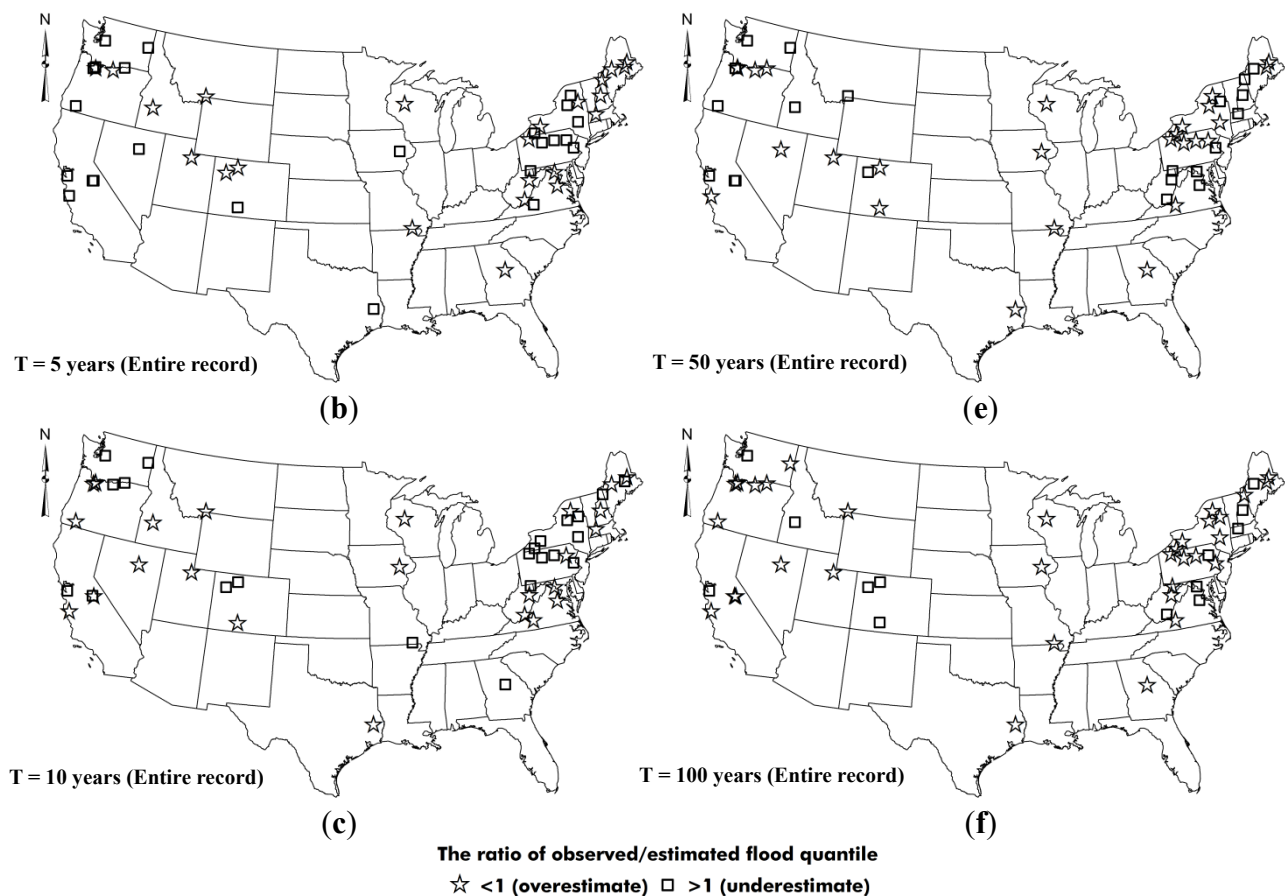 N
T = 5 years (Entire record)
(b)
N
T = 50 years (Entire record)
(e)
N
T = 10 years (Entire record)
(c)
N
T = 100 years (Entire record)
(f)
The ratio of observed/estimated flood quantile
☆ <1 (overestimate) □ >1 (underestimate)